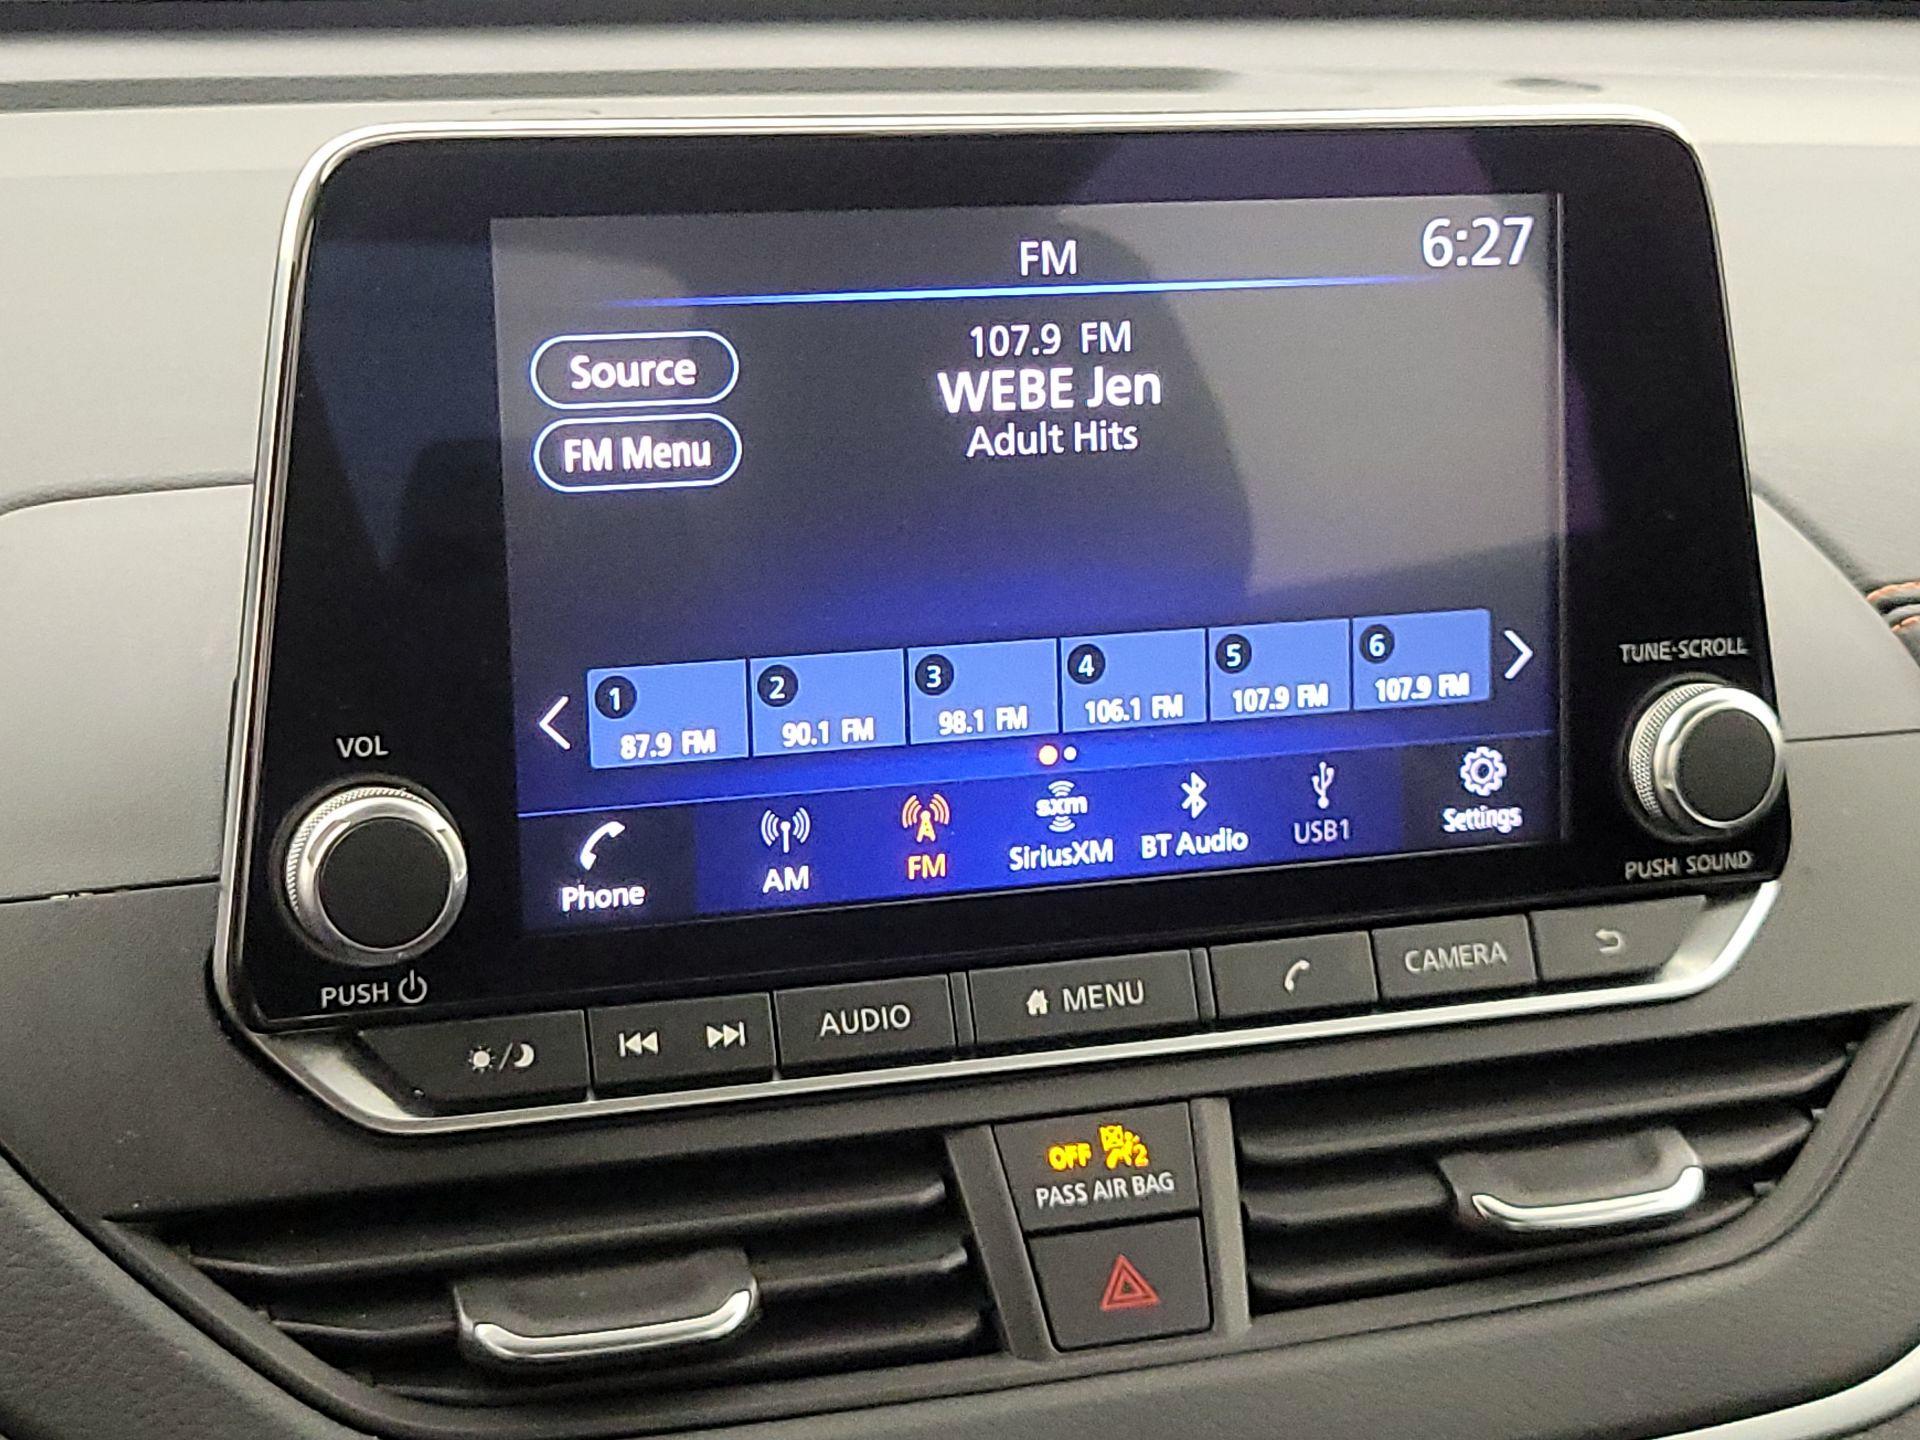 FM
6:27
107.9 FM
WEBE Jen
Adult Hits
Source
FM Menu
1
87.9 FM
2
90.1 FM
3
98.1 FM
4
106.1 FM
5
107.9 FM
6
107.9 FM
Phone
AM
FM
sxm
SiriusXM
BT Audio
USB1
Settings
VOL
PUSH
TUNE·SCROLL
PUSH SOUND
AUDIO
MENU
CAMERA
OFF
2
PASS AIR BAG